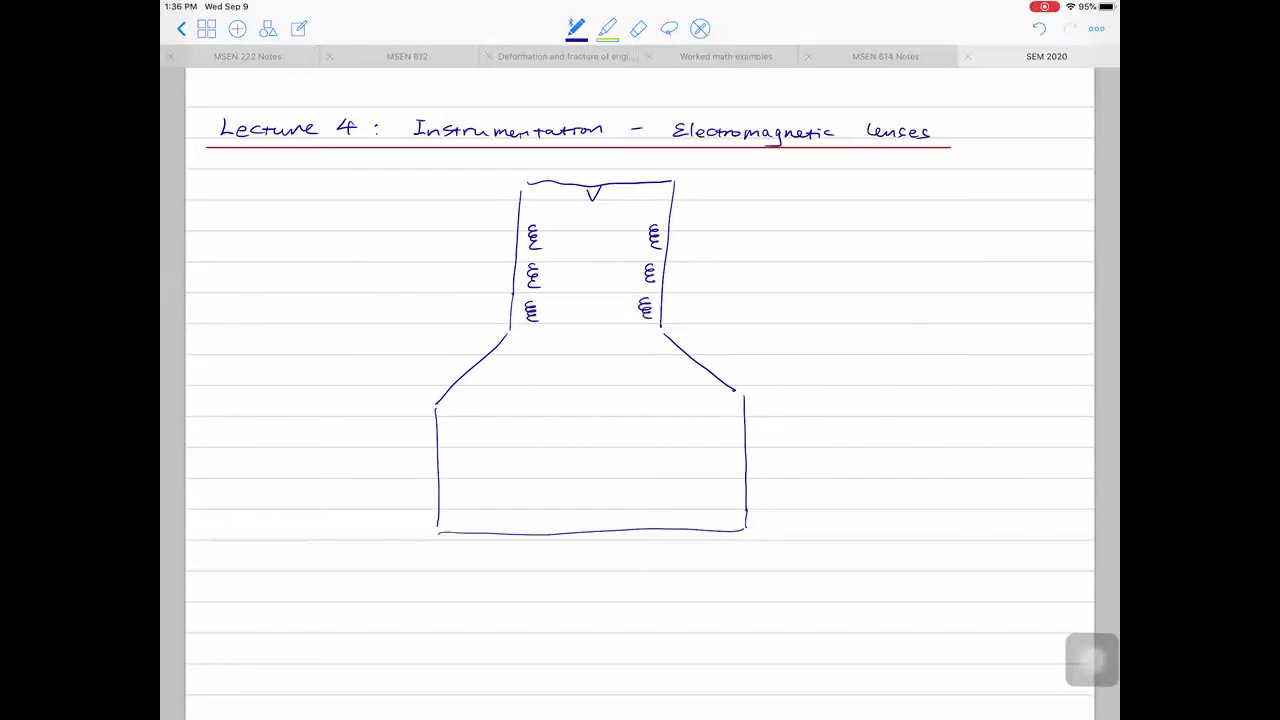 1:36 PM Wed Sep 9
95%
MSEN 222 Notes
MSEN 612
Deformation and fracture of engi...
Worked math examples
MSEN 614 Notes
SEM 2020
Lecture 4 : Instrumentation - Electromagnetic lenses